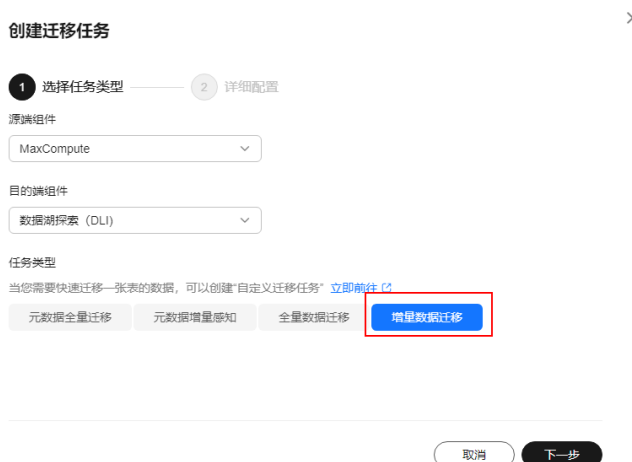 创建迁移任务
1 选择任务类型 2 详细配置
源端组件
MaxCompute
目的端组件
数据湖探索（DLI）
任务类型
当您需要快速迁移一张表的数据，可以创建“自定义迁移任务” 立即前往
元数据全量迁移 元数据增量感知 全量数据迁移 增量数据迁移
取消 下一步